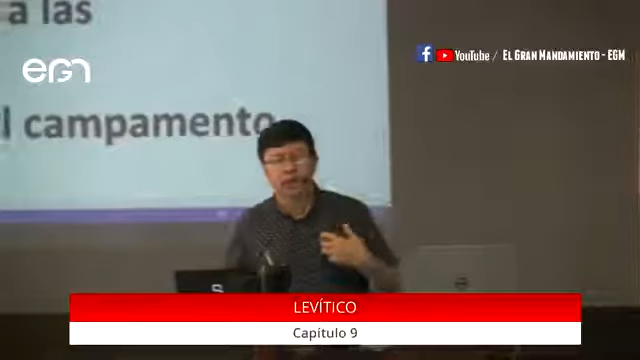 a las
l campamento
egm
YouTube / El Gran Mandamiento - EGM
LEVÍTICO
Capítulo 9